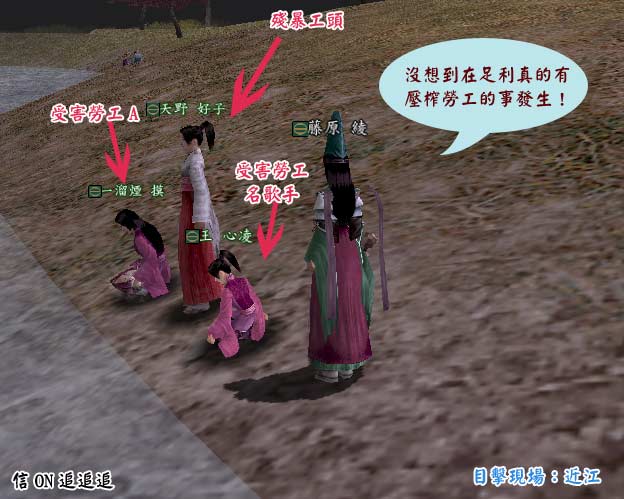 殘暴工頭
沒想到在足利真的有
壓榨勞工的事發生！
受害勞工A
天野 好子
藤原 綾
受害勞工
名歌手
一溜煙 摸
王 心凌
信ON追追追
目擊現場：近江